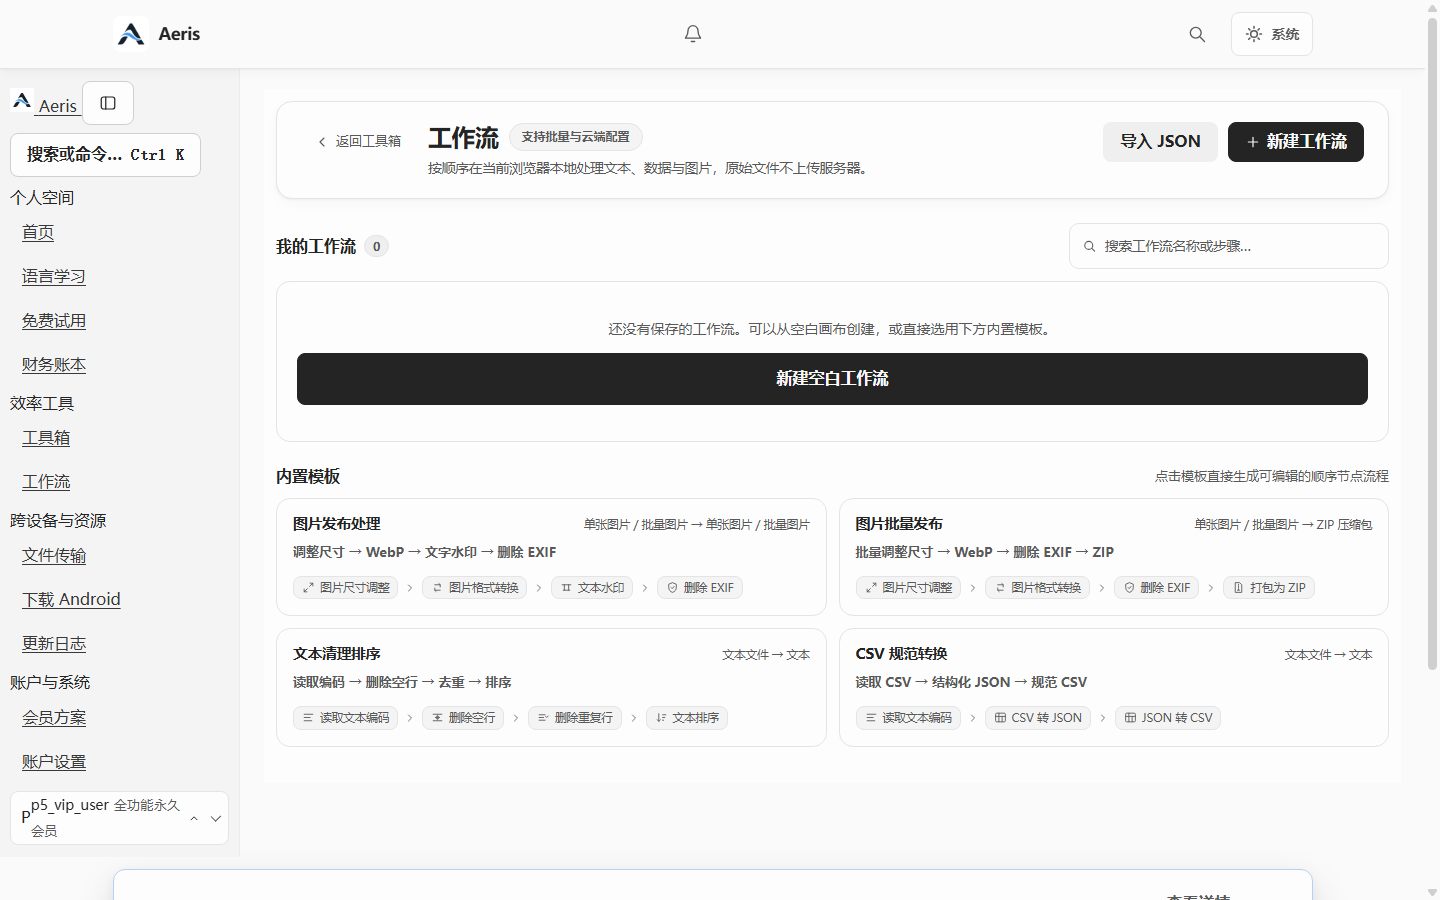 Aeris
系统
Aeris
搜索或命令... Ctrl K
个人空间
首页
语言学习
免费试用
财务账本
效率工具
工具箱
工作流
跨设备与资源
文件传输
下载 Android
更新日志
账户与系统
会员方案
账户设置
P p5_vip_user 全功能永久
会员
返回工具箱
工作流 支持批量与云端配置
按顺序在当前浏览器本地处理文本、数据与图片，原始文件不上传服务器。
导入 JSON
新建工作流
我的工作流 0
搜索工作流名称或步骤...
还没有保存的工作流。可以从空白画布创建，或直接选用下方内置模板。
新建空白工作流
内置模板
点击模板直接生成可编辑的顺序节点流程
图片发布处理
单张图片 / 批量图片 → 单张图片 / 批量图片
调整尺寸 → WebP → 文字水印 → 删除 EXIF
图片尺寸调整 > 图片格式转换 > 文本水印 > 删除 EXIF
图片批量发布
单张图片 / 批量图片 → ZIP 压缩包
批量调整尺寸 → WebP → 删除 EXIF → ZIP
图片尺寸调整 > 图片格式转换 > 删除 EXIF > 打包为 ZIP
文本清理排序
文本文件 → 文本
读取编码 → 删除空行 → 去重 → 排序
读取文本编码 > 删除空行 > 删除重复行 > 文本排序
CSV 规范转换
文本文件 → 文本
读取 CSV → 结构化 JSON → 规范 CSV
读取文本编码 > CSV 转 JSON > JSON 转 CSV